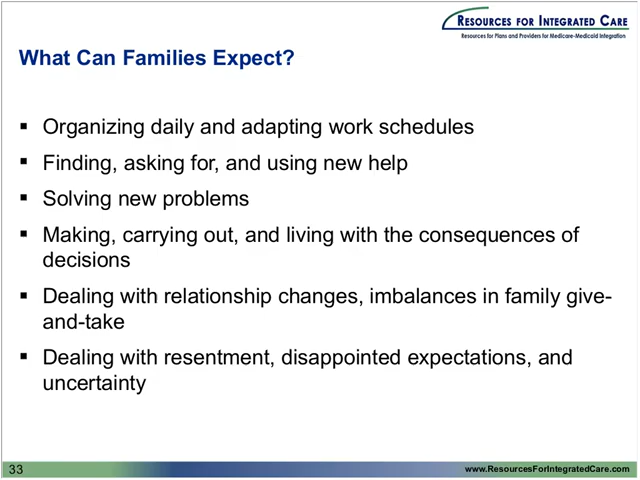 RESOURCES FOR INTEGRATED CARE
Resources for Plans and Providers for Medicare-Medicaid Integration
What Can Families Expect?
▪ Organizing daily and adapting work schedules
▪ Finding, asking for, and using new help
▪ Solving new problems
▪ Making, carrying out, and living with the consequences of
decisions
▪ Dealing with relationship changes, imbalances in family give-
and-take
▪ Dealing with resentment, disappointed expectations, and
uncertainty
33
www.ResourcesForIntegratedCare.com